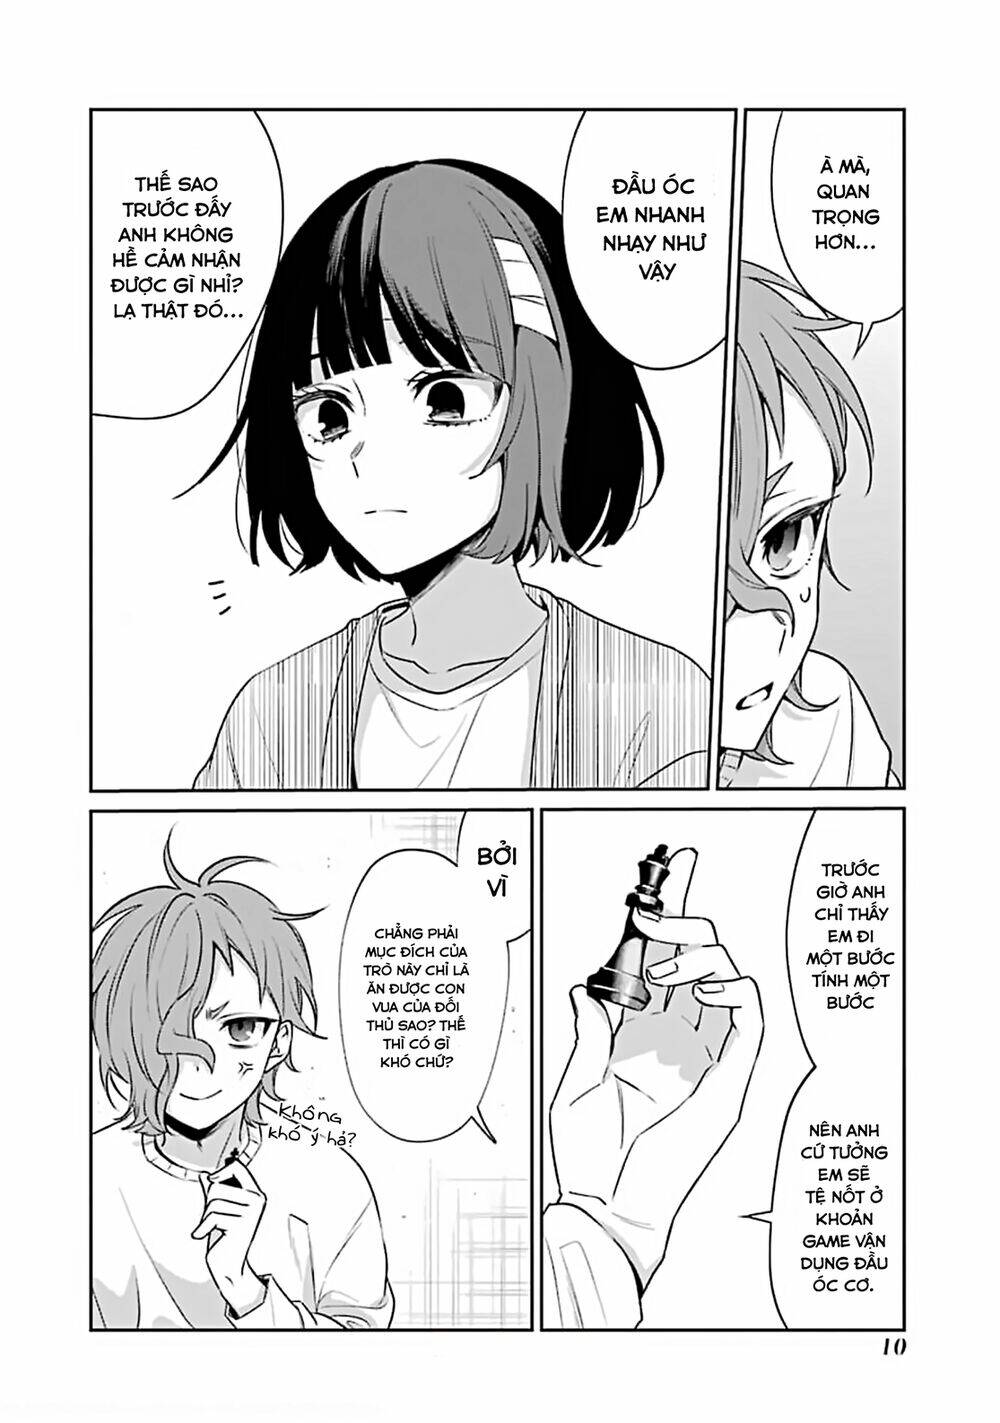 À MÀ,
QUAN
TRỌNG
HƠN...
ĐẦU ÓC
EM NHANH
NHẠY NHƯ
VẬY
THẾ SAO
TRƯỚC ĐẤY
ANH KHÔNG
HỀ CẢM NHẬN
ĐƯỢC GÌ NHỈ?
LẠ THẬT ĐÓ...
TRƯỚC
GIỜ ANH
CHỈ THẤY
EM ĐI
MỘT BƯỚC
TÍNH MỘT
BƯỚC
NÊN ANH
CỨ TƯỞNG
EM SẼ
TỆ NỐT Ở
KHOẢN
GAME VẬN
DỤNG ĐẦU
ÓC CƠ.
BỞI
VÌ
CHẲNG PHẢI
MỤC ĐÍCH CỦA
TRÒ NÀY CHỈ LÀ
ĂN ĐƯỢC CON
VUA CỦA ĐỐI
THỦ SAO? THẾ
THÌ CÓ GÌ
KHÓ CHỨ?
Không
khó ý hả?
10